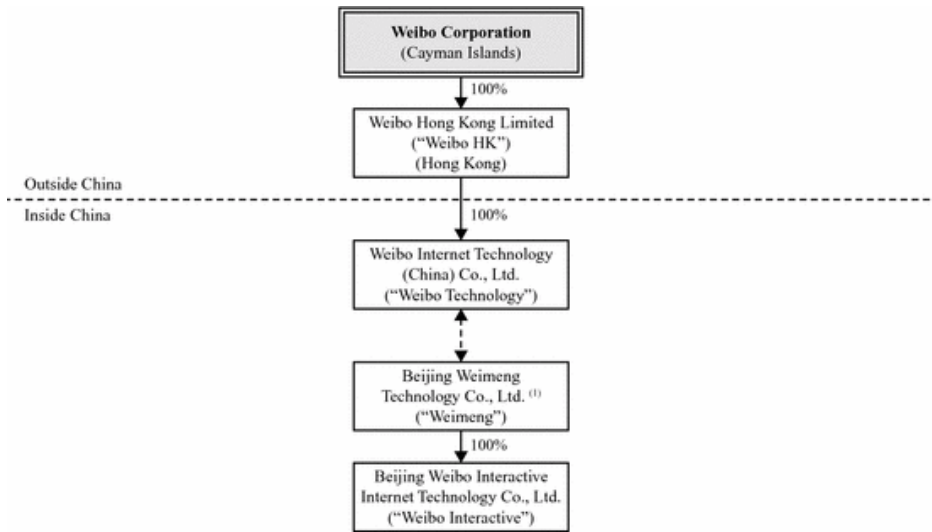 Weibo Corporation
(Cayman Islands)
100%
Weibo Hong Kong Limited
(“Weibo HK”)
(Hong Kong)
Outside China
Inside China
100%
Weibo Internet Technology
(China) Co., Ltd.
(“Weibo Technology”)
Beijing Weimeng
Technology Co., Ltd. (1)
(“Weimeng”)
100%
Beijing Weibo Interactive
Internet Technology Co., Ltd.
(“Weibo Interactive”)